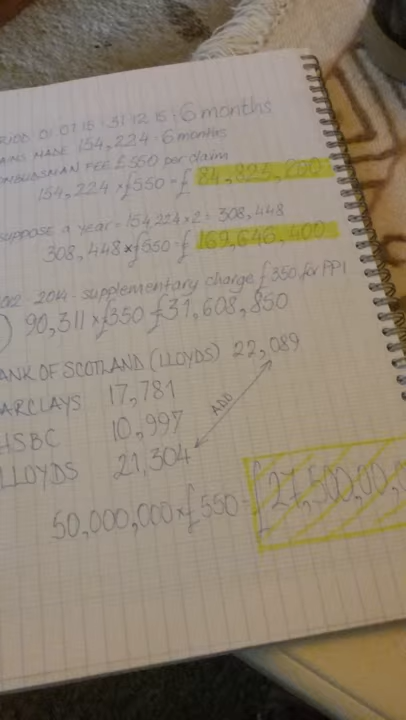 RIOD 01.07.15 - 31.12.15 : 6 months
ANS MADE 154,224 - 6 months
OMBUDSMAN FEE £550 per claim
154,224 x £550 = £ 84,823,200
SUPPOSE A YEAR = 154,224 x 2 = 308,448
308,448 x £550 = £ 169,646,400
2014 - supplementary charge £350 for PPI
) 90,311 x £350 £31,608,850
ANK OF SCOTLAND (LLOYDS) 22,089
ARCLAYS 17,781
HSBC 10,997
ADD
LLOYDS 21,304
50,000,000 x £550 = £27,500,00,0